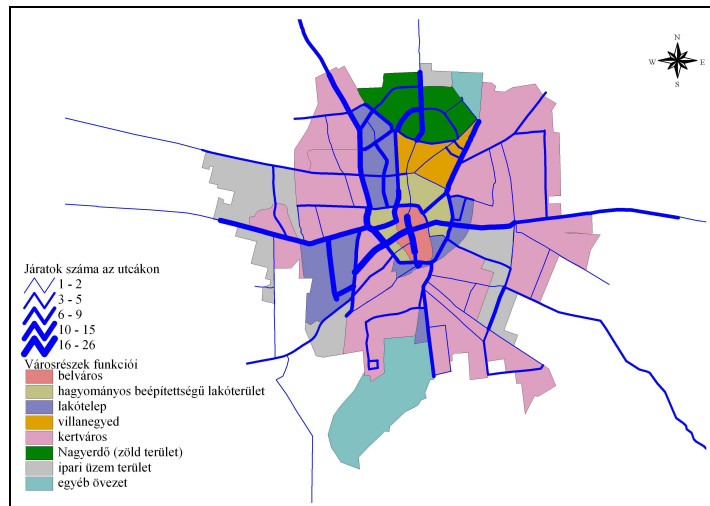 N
W E
S
Járatok száma az utcákon
1 - 2
3 - 5
6 - 9
10 - 15
16 - 26
Városrészek funkciói
belváros
hagyományos beépítettségű lakóterület
lakótelep
villanegyed
kertváros
Nagyerdő (zöld terület)
ipari üzem terület
egyéb övezet